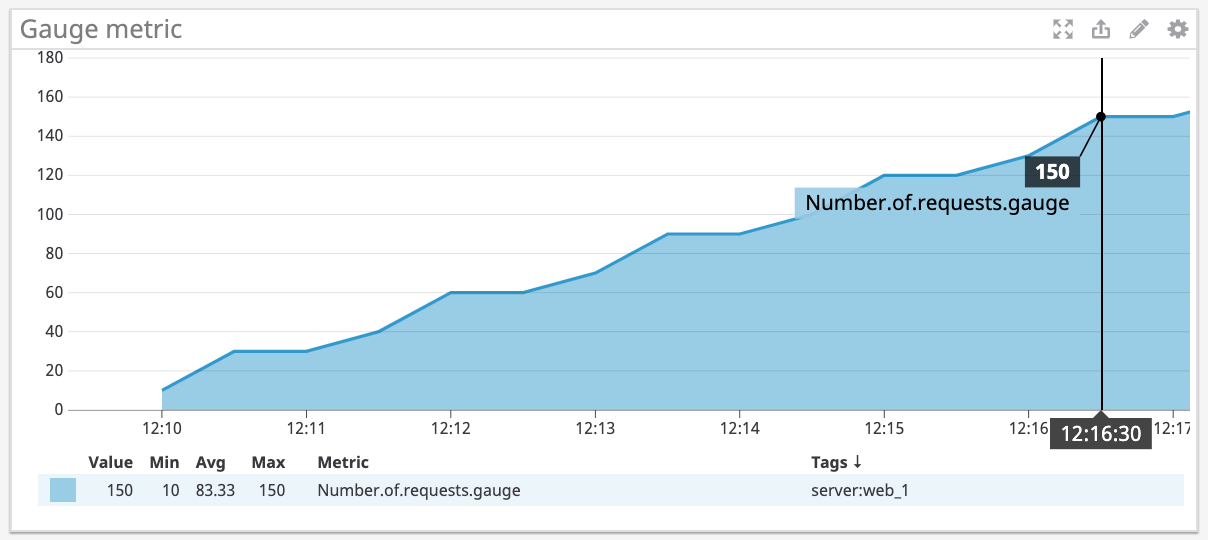 Gauge metric
180
160
140
120
100
80
60
40
20
0
150
Number.of.requests.gauge
12:10 12:11 12:12 12:13 12:14 12:15 12:16 12:16:30 12:17
Value Min Avg Max Metric Tags ↓
150 10 83.33 150 Number.of.requests.gauge server:web_1